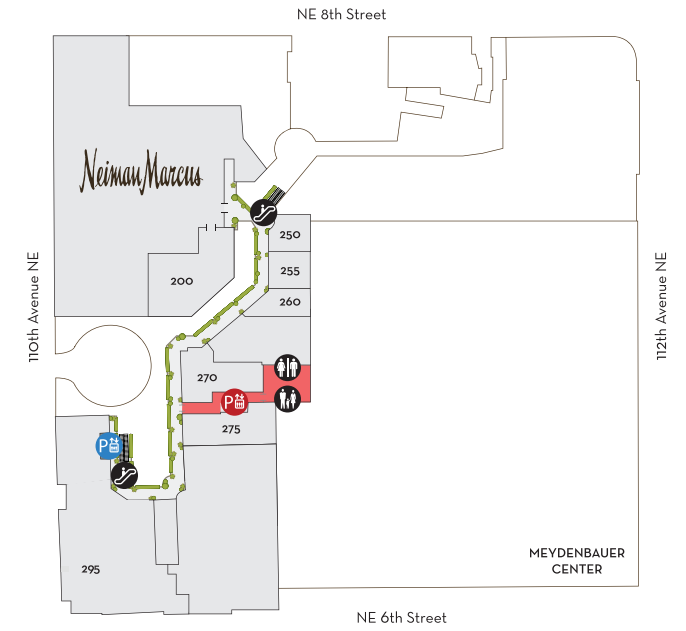 NE 8th Street
Neiman Marcus
110th Avenue NE
112th Avenue NE
250
255
200
260
270
P
275
P
295
MEYDENBAUER
CENTER
NE 6th Street